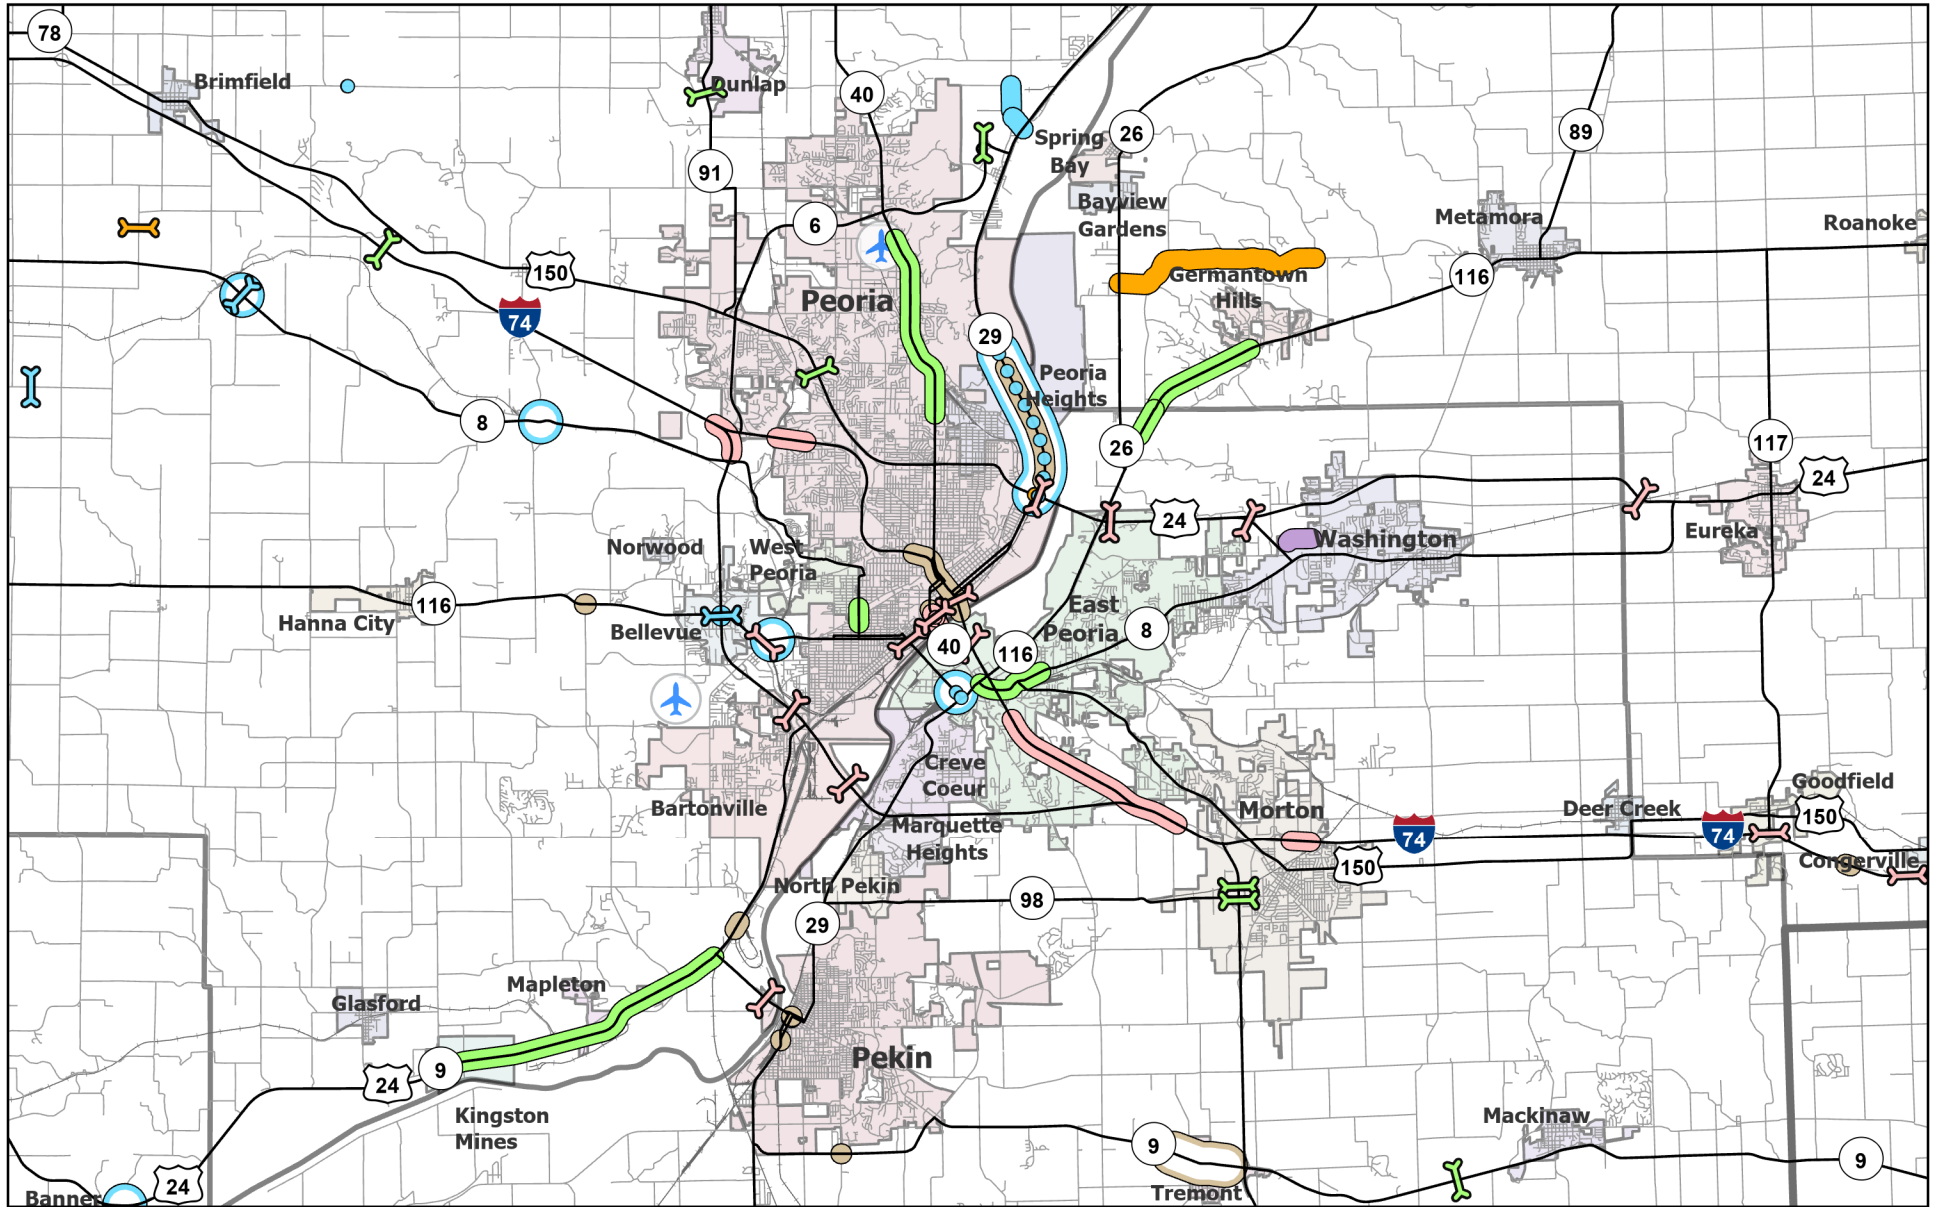 78
Brimfield
Dunlap
40
Spring
Bay
26
89
91
Bayview
Gardens
Metamora
Roanoke
6
150
116
Germantown
Hills
74
Peoria
29
Peoria
Heights
8
26
117
24
24
Washington
Eureka
Norwood
West
Peoria
116
Hanna City
Bellevue
East
Peoria
8
40
116
Creve
Coeur
Bartonville
Morton
Goodfield
Deer Creek
150
74
74
Marquette
Heights
150
Congerville
North Pekin
98
29
Mapleton
Glasford
Pekin
9
24
Kingston
Mines
Mackinaw
9
9
24
Banner
Tremont